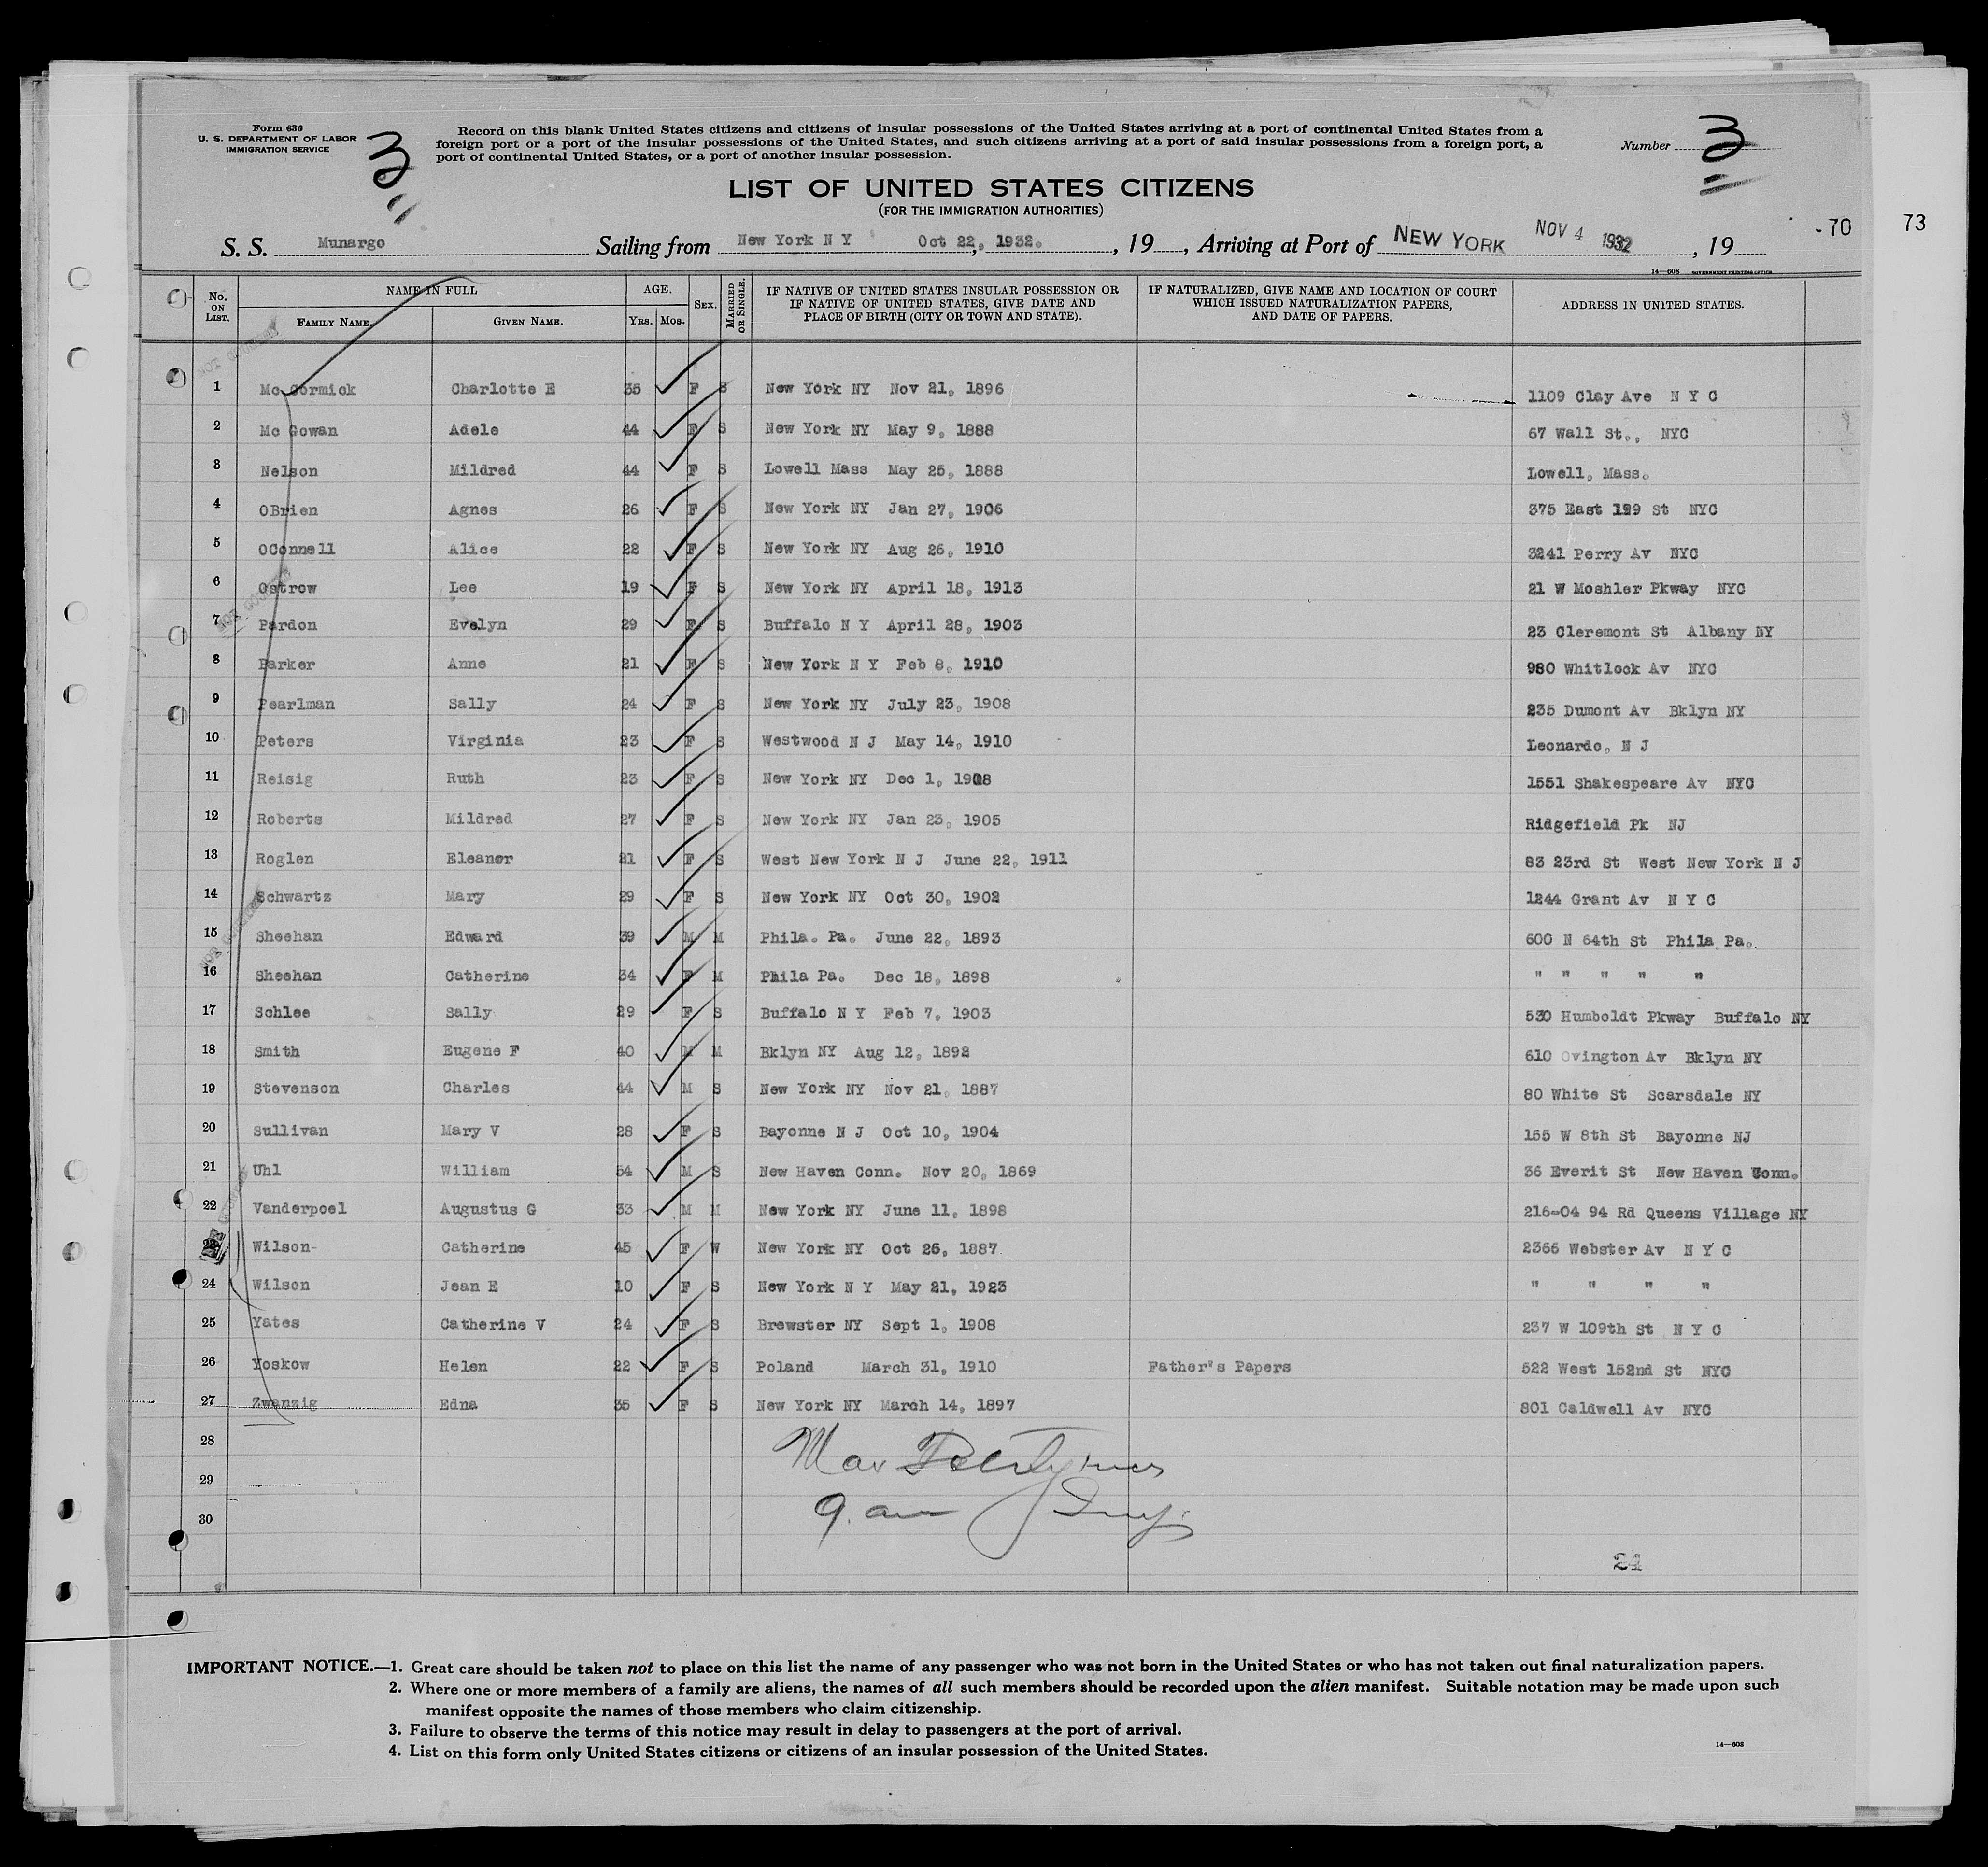 Form 630
U. S. DEPARTMENT OF LABOR
IMMIGRATION SERVICE
3
Record on this blank United States citizens and citizens of insular possessions of the United States arriving at a port of continental United States from a
foreign port or a port of the insular possessions of the United States, and such citizens arriving at a port of said insular possessions from a foreign port, a
port of continental United States, or a port of another insular possession.
Number 3
LIST OF UNITED STATES CITIZENS
(FOR THE IMMIGRATION AUTHORITIES)
S. S. Munargo Sailing from New York N Y Oct 22, 1932. , 19 , Arriving at Port of NEW YORK NOV 4 1932 , 19
-70 73
14—608 GOVERNMENT PRINTING OFFICE
No. ON LIST. NAME IN FULL FAMILY NAME. GIVEN NAME. AGE. YRS. MOS. SEX. MARRIED OR SINGLE. IF NATIVE OF UNITED STATES INSULAR POSSESSION OR IF NATIVE OF UNITED STATES, GIVE DATE AND PLACE OF BIRTH (CITY OR TOWN AND STATE). IF NATURALIZED, GIVE NAME AND LOCATION OF COURT WHICH ISSUED NATURALIZATION PAPERS, AND DATE OF PAPERS. ADDRESS IN UNITED STATES.
1 Mc Cormick Charlotte E 35 F S New York NY Nov 21, 1896 1109 Clay Ave N Y C
2 Mc Gowan Adele 44 F S New York NY May 9, 1888 67 Wall St., NYC
3 Nelson Mildred 44 F S Lowell Mass May 25, 1888 Lowell, Mass.
4 OBrien Agnes 26 F S New York NY Jan 27, 1906 375 East 199 St NYC
5 OConnell Alice 22 F S New York NY Aug 26, 1910 3241 Perry Av NYC
6 Ostrow Lee 19 F S New York NY April 18, 1913 21 W Moshler Pkway NYC
7 Pardon Evelyn 29 F S Buffalo N Y April 28, 1903 23 Cleremont St Albany NY
8 Parker Anne 21 F S New York N Y Feb 8, 1910 980 Whitlock Av NYC
9 Pearlman Sally 24 F S New York NY July 23, 1908 235 Dumont Av Bklyn NY
10 Peters Virginia 23 F S Westwood N J May 14, 1910 Leonardo, N J
11 Reisig Ruth 23 F S New York NY Dec 1, 1908 1551 Shakespeare Av NYC
12 Roberts Mildred 27 F S New York NY Jan 23, 1905 Ridgefield Pk NJ
13 Roglen Eleanor 21 F S West New York N J June 22, 1911 83 23rd St West New York N J
14 Schwartz Mary 29 F S New York NY Oct 30, 1902 1244 Grant Av N Y C
15 Sheehan Edward 39 M M Phila. Pa. June 22, 1893 600 N 64th St Phila Pa.
16 Sheehan Catherine 34 F M Phila Pa. Dec 18, 1898 " " " " "
17 Schlee Sally 29 F S Buffalo N Y Feb 7, 1903 530 Humboldt Pkway Buffalo NY
18 Smith Eugene F 40 M M Bklyn NY Aug 12, 1892 610 Ovington Av Bklyn NY
19 Stevenson Charles 44 M S New York NY Nov 21, 1887 80 White St Scarsdale NY
20 Sullivan Mary V 28 F S Bayonne N J Oct 10, 1904 155 W 8th St Bayonne NJ
21 Uhl William 54 M S New Haven Conn. Nov 20, 1869 36 Everit St New Haven Conn.
22 Vanderpoel Augustus G 33 M M New York NY June 11, 1898 216-04 94 Rd Queens Village NY
23 Wilson- Catherine 45 F W New York NY Oct 26, 1887 2366 Webster Av N Y C
24 Wilson Jean E 10 F S New York N Y May 21, 1923 " " " "
25 Yates Catherine V 24 F S Brewster NY Sept 1, 1908 237 W 109th St N Y C
26 Yoskow Helen 22 F S Poland March 31, 1910 Father's Papers 522 West 152nd St NYC
27 Zwanzig Edna 35 F S New York NY March 14, 1897 801 Caldwell Av NYC
28
29
30
Max
9. am Insp.
24
IMPORTANT NOTICE.—1. Great care should be taken not to place on this list the name of any passenger who was not born in the United States or who has not taken out final naturalization papers.
2. Where one or more members of a family are aliens, the names of all such members should be recorded upon the alien manifest. Suitable notation may be made upon such
manifest opposite the names of those members who claim citizenship.
3. Failure to observe the terms of this notice may result in delay to passengers at the port of arrival.
4. List on this form only United States citizens or citizens of an insular possession of the United States.
14—608